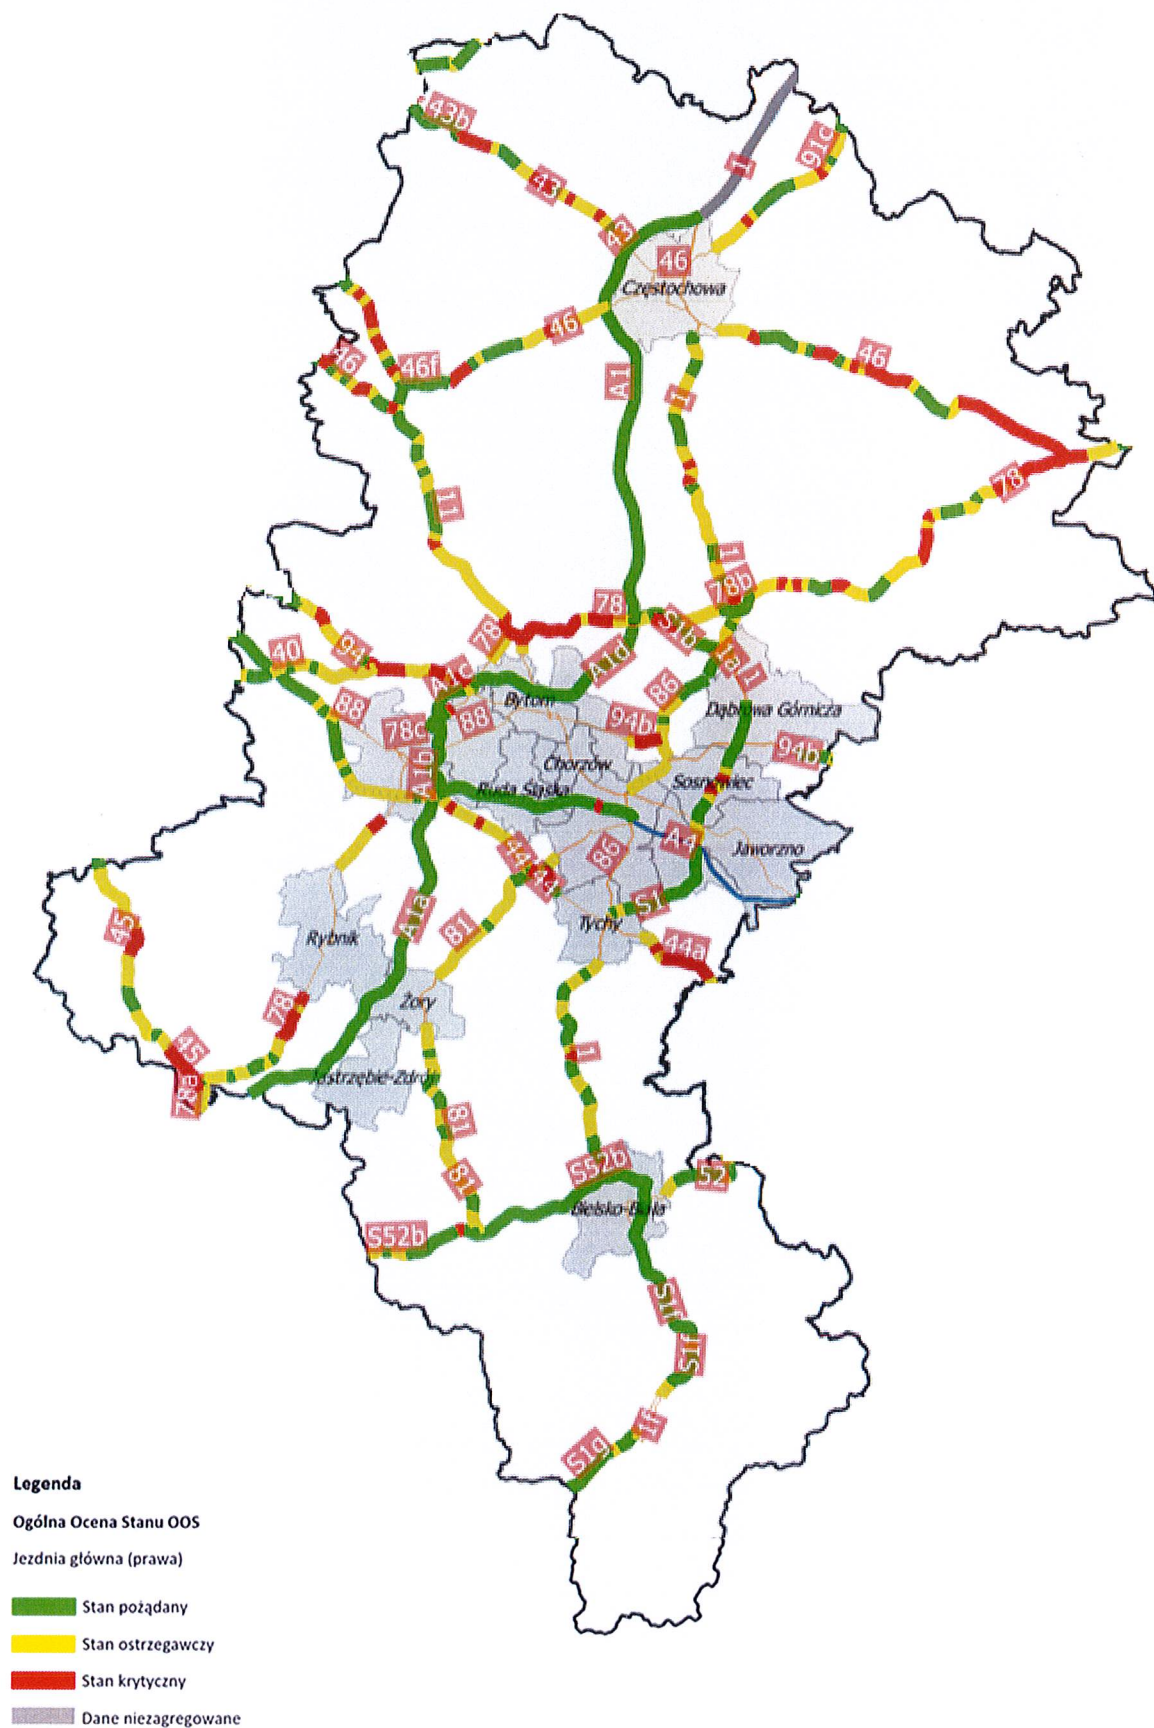 43b
91c
1
43
43
46
Częstochowa
46
46
46
46f
A1
1
11
78
1
78b
78
S1b
78
94
40
A1d
1a
1
A1c
86
88
Bytom
88
78c
94b
Dąbrowa Górnicza
94b
A1b
Chorzów
Sosnowiec
Ruda Śląska
A4
Jaworzno
86
44
44
S1
A1a
81
45
Tychy
Rybnik
44a
78
Żory
45
1
78a
Jastrzębie-Zdrój
81
81
S52b
52
Bielsko-Biała
S52b
S1f
S1f
1f
S1g
Legenda
Ogólna Ocena Stanu OOS
Jezdnia główna (prawa)
Stan pożądany
Stan ostrzegawczy
Stan krytyczny
Dane niezagregowane